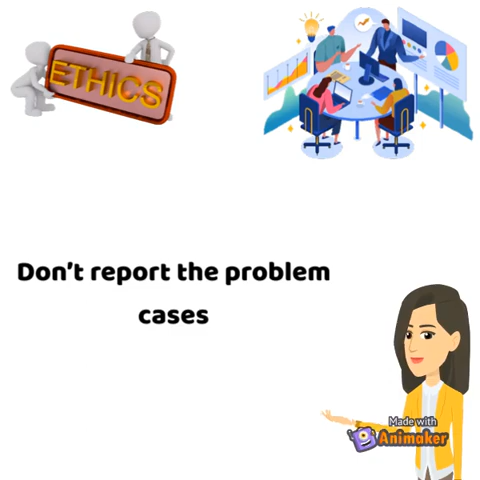 ETHICS
Don't report the problem
cases
Made with
Animaker